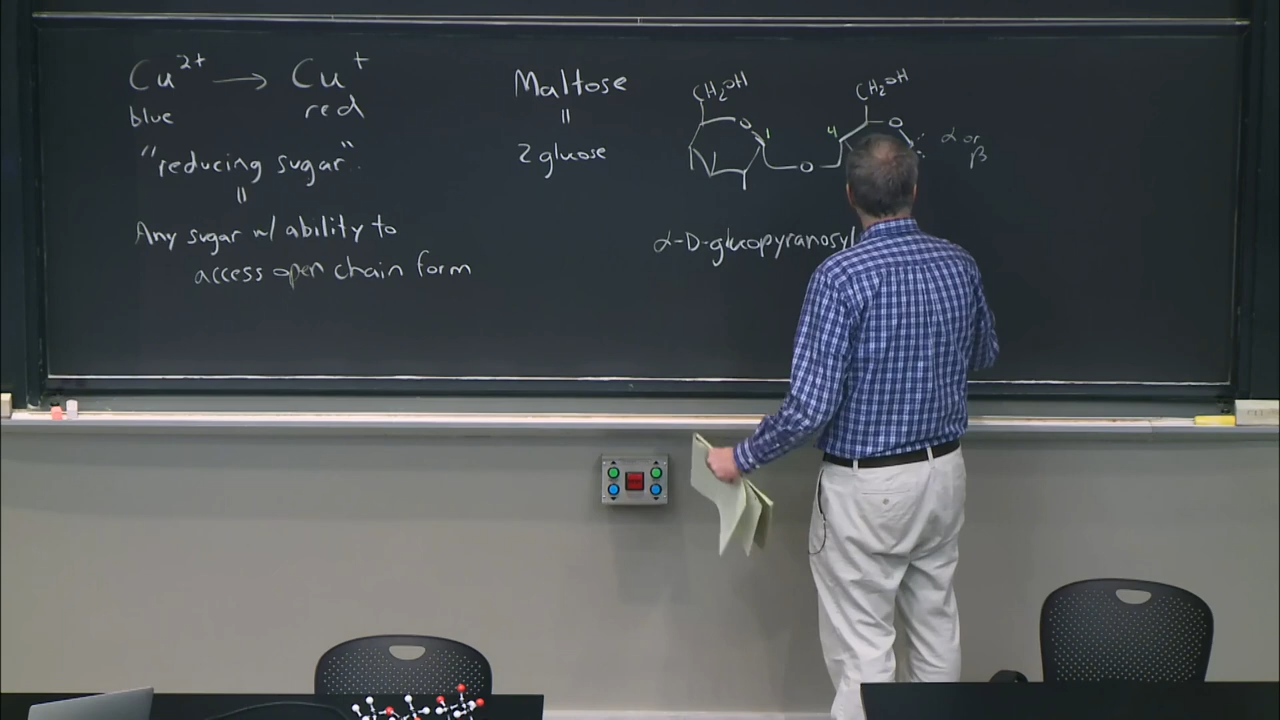 Cu²⁺ → Cu⁺
blue red
"reducing sugar"
=
Any sugar w/ ability to
access open chain form
Maltose
=
2 glucose
CH₂OH
O
1
O
CH₂OH
4
O
α or
β
α-D-glucopyranosyl